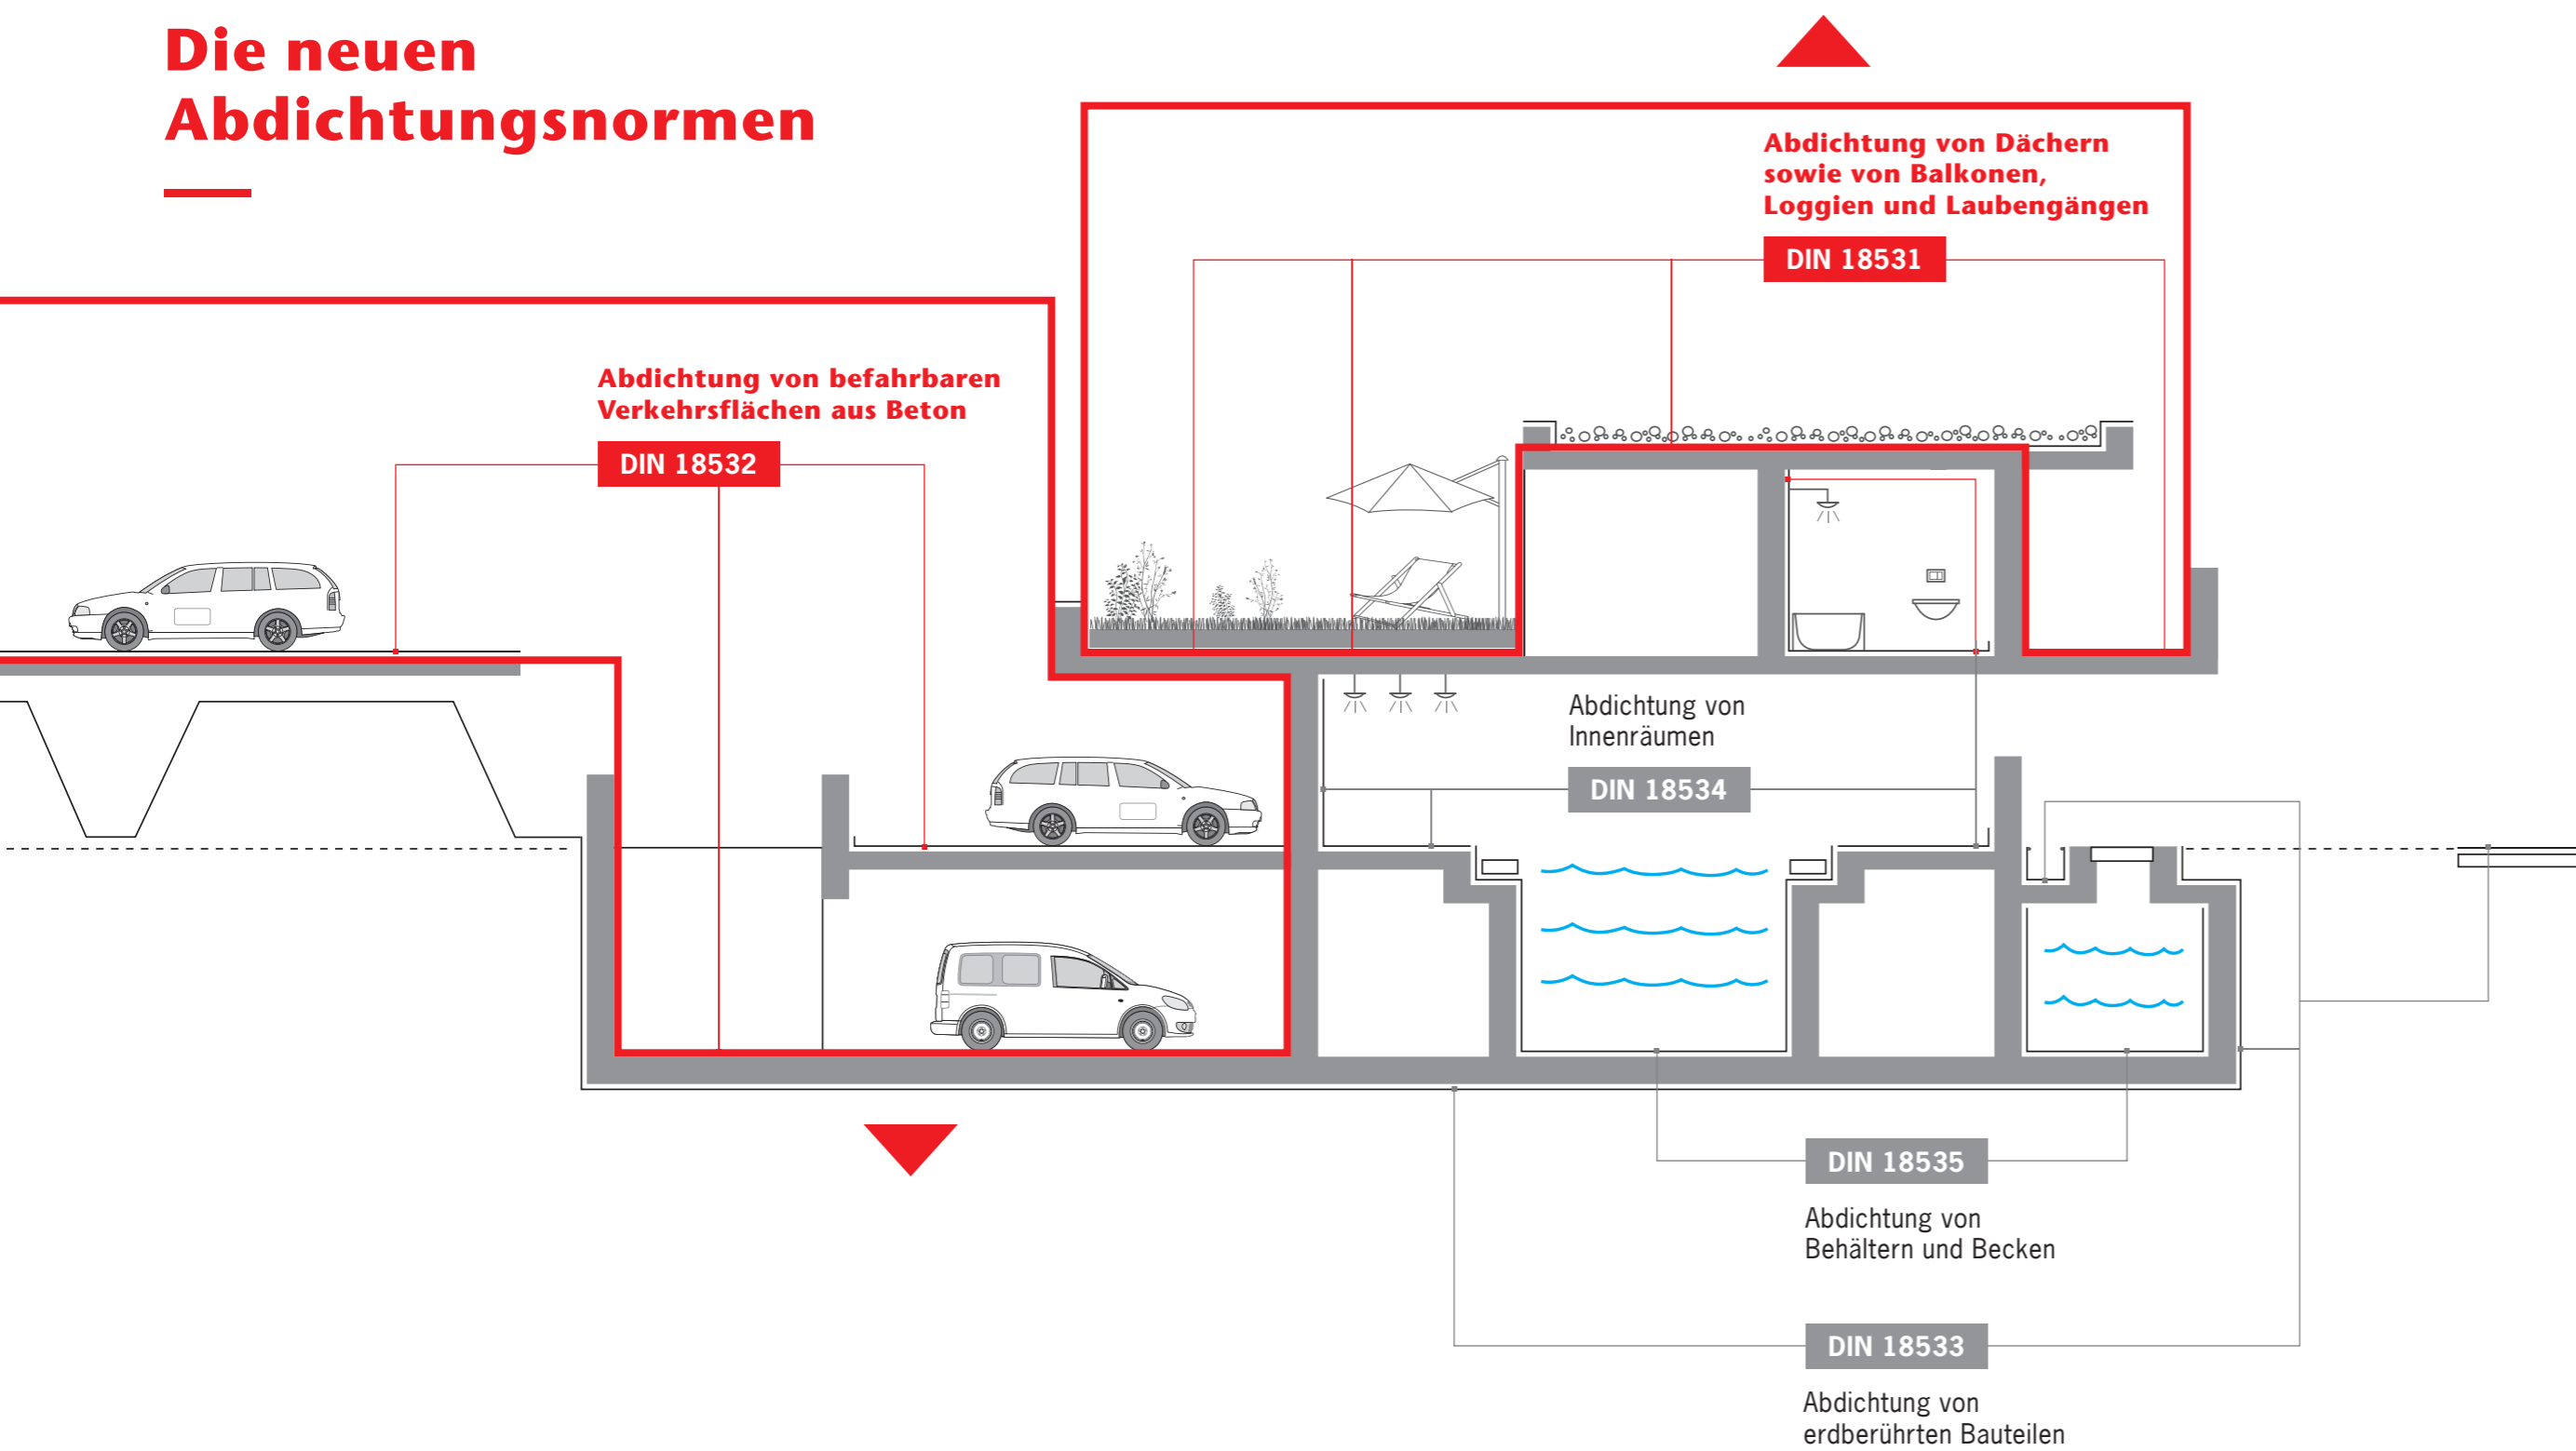 Die neuen
Abdichtungsnormen
Abdichtung von Dächern
sowie von Balkonen,
Loggien und Laubengängen
DIN 18531
Abdichtung von befahrbaren
Verkehrsflächen aus Beton
DIN 18532
Abdichtung von
Innenräumen
DIN 18534
DIN 18535
Abdichtung von
Behältern und Becken
DIN 18533
Abdichtung von
erdberührten Bauteilen